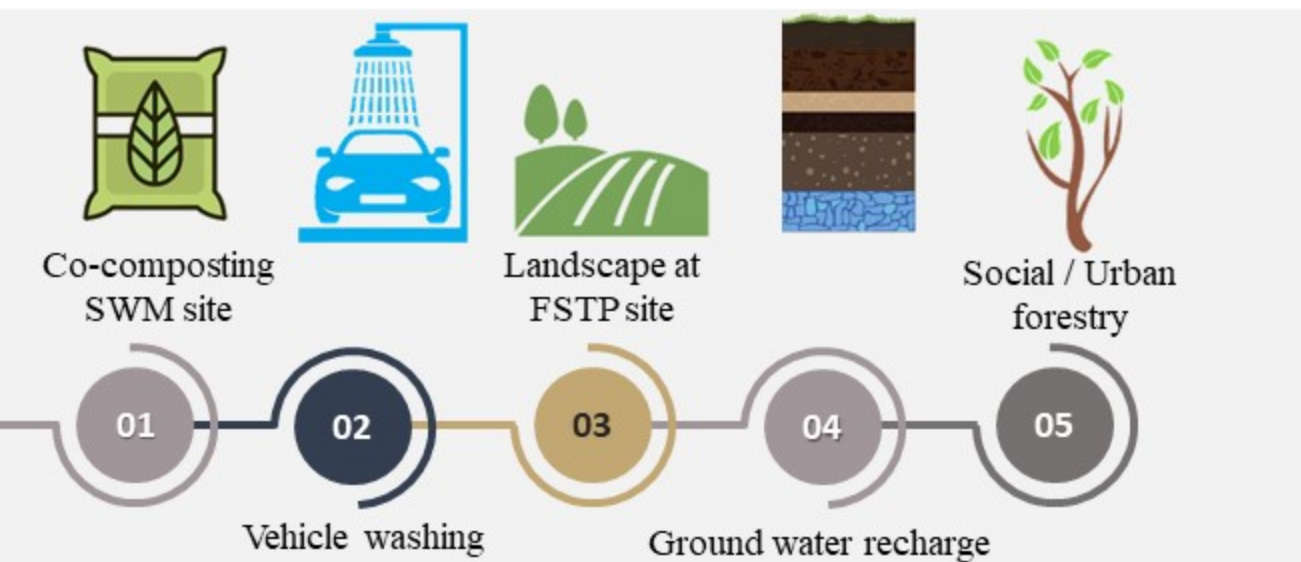 Co-composting
SWM site
Landscape at
FSTP site
Social / Urban
forestry
01
02
03
04
05
Vehicle washing
Ground water recharge